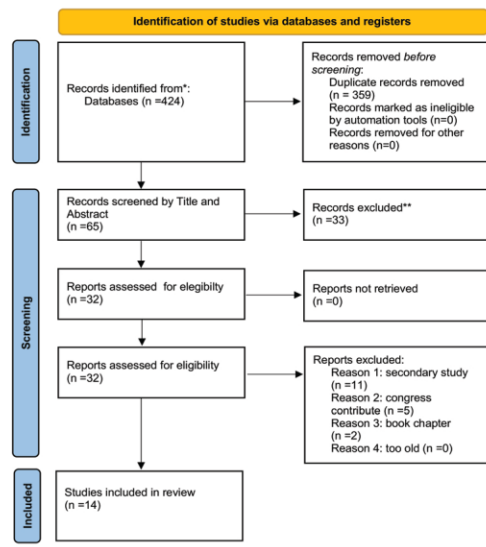 Identification of studies via databases and registers
Identification
Records identified from*:
Databases (n =424)
Records removed before
screening:
Duplicate records removed
(n = 359)
Records marked as ineligible
by automation tools (n=0)
Records removed for other
reasons (n=0)
Screening
Records screened by Title and
Abstract
(n =65)
Records excluded**
(n =33)
Reports assessed for elegibilty
(n =32)
Reports not retrieved
(n =0)
Reports assessed for eligibility
(n =32)
Reports excluded:
Reason 1: secondary study
(n =11)
Reason 2: congress
contribute (n =5)
Reason 3: book chapter
(n =2)
Reason 4: too old (n =0)
Included
Studies included in review
(n =14)